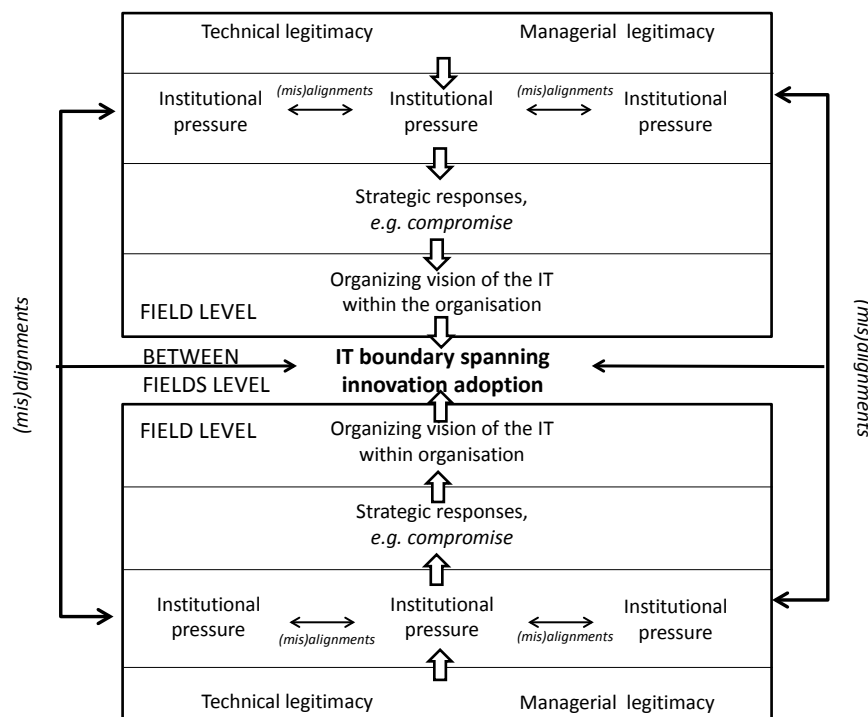 Technical legitimacy
Managerial legitimacy
Institutional
pressure
(mis)alignments
Institutional
pressure
(mis)alignments
Institutional
pressure
Strategic responses,
e.g. compromise
Organizing vision of the IT
within the organisation
FIELD LEVEL
(mis)alignments
BETWEEN
FIELDS LEVEL
IT boundary spanning
innovation adoption
(mis)alignments
FIELD LEVEL
Organizing vision of the IT
within organisation
Strategic responses,
e.g. compromise
Institutional
pressure
(mis)alignments
Institutional
pressure
(mis)alignments
Institutional
pressure
Technical legitimacy
Managerial legitimacy